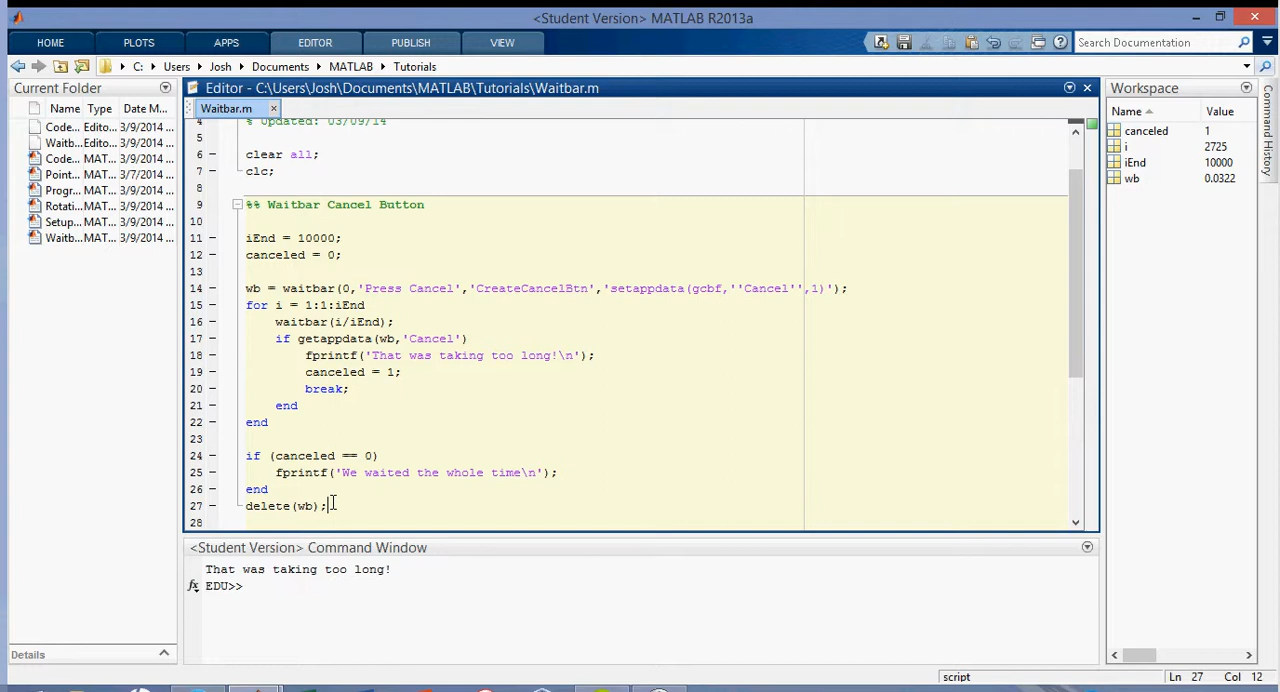 <Student Version> MATLAB R2013a
HOME PLOTS APPS EDITOR PUBLISH VIEW
Search Documentation
C: Users Josh Documents MATLAB Tutorials
Current Folder
Name Type Date M...
Code... Edito... 3/9/2014 ...
Waitb... Edito... 3/9/2014 ...
Code... MAT... 3/9/2014 ...
Point... MAT... 3/7/2014 ...
Progr... MAT... 3/9/2014 ...
Rotati... MAT... 3/9/2014 ...
Setup... MAT... 3/9/2014 ...
Waitb... MAT... 3/9/2014 ...
Details
Editor - C:\Users\Josh\Documents\MATLAB\Tutorials\Waitbar.m
Waitbar.m
4 % Updated: 03/09/14
5
6 clear all;
7 clc;
8
9 %% Waitbar Cancel Button
10
11 iEnd = 10000;
12 canceled = 0;
13
14 wb = waitbar(0,'Press Cancel','CreateCancelBtn','setappdata(gcbf,''Cancel'',1)');
15 for i = 1:1:iEnd
16 waitbar(i/iEnd);
17 if getappdata(wb,'Cancel')
18 fprintf('That was taking too long!\n');
19 canceled = 1;
20 break;
21 end
22 end
23
24 if (canceled == 0)
25 fprintf('We waited the whole time\n');
26 end
27 delete(wb);
28
<Student Version> Command Window
That was taking too long!
fx EDU>>
Workspace
Name Value
canceled 1
i 2725
iEnd 10000
wb 0.0322
Command History
script Ln 27 Col 12